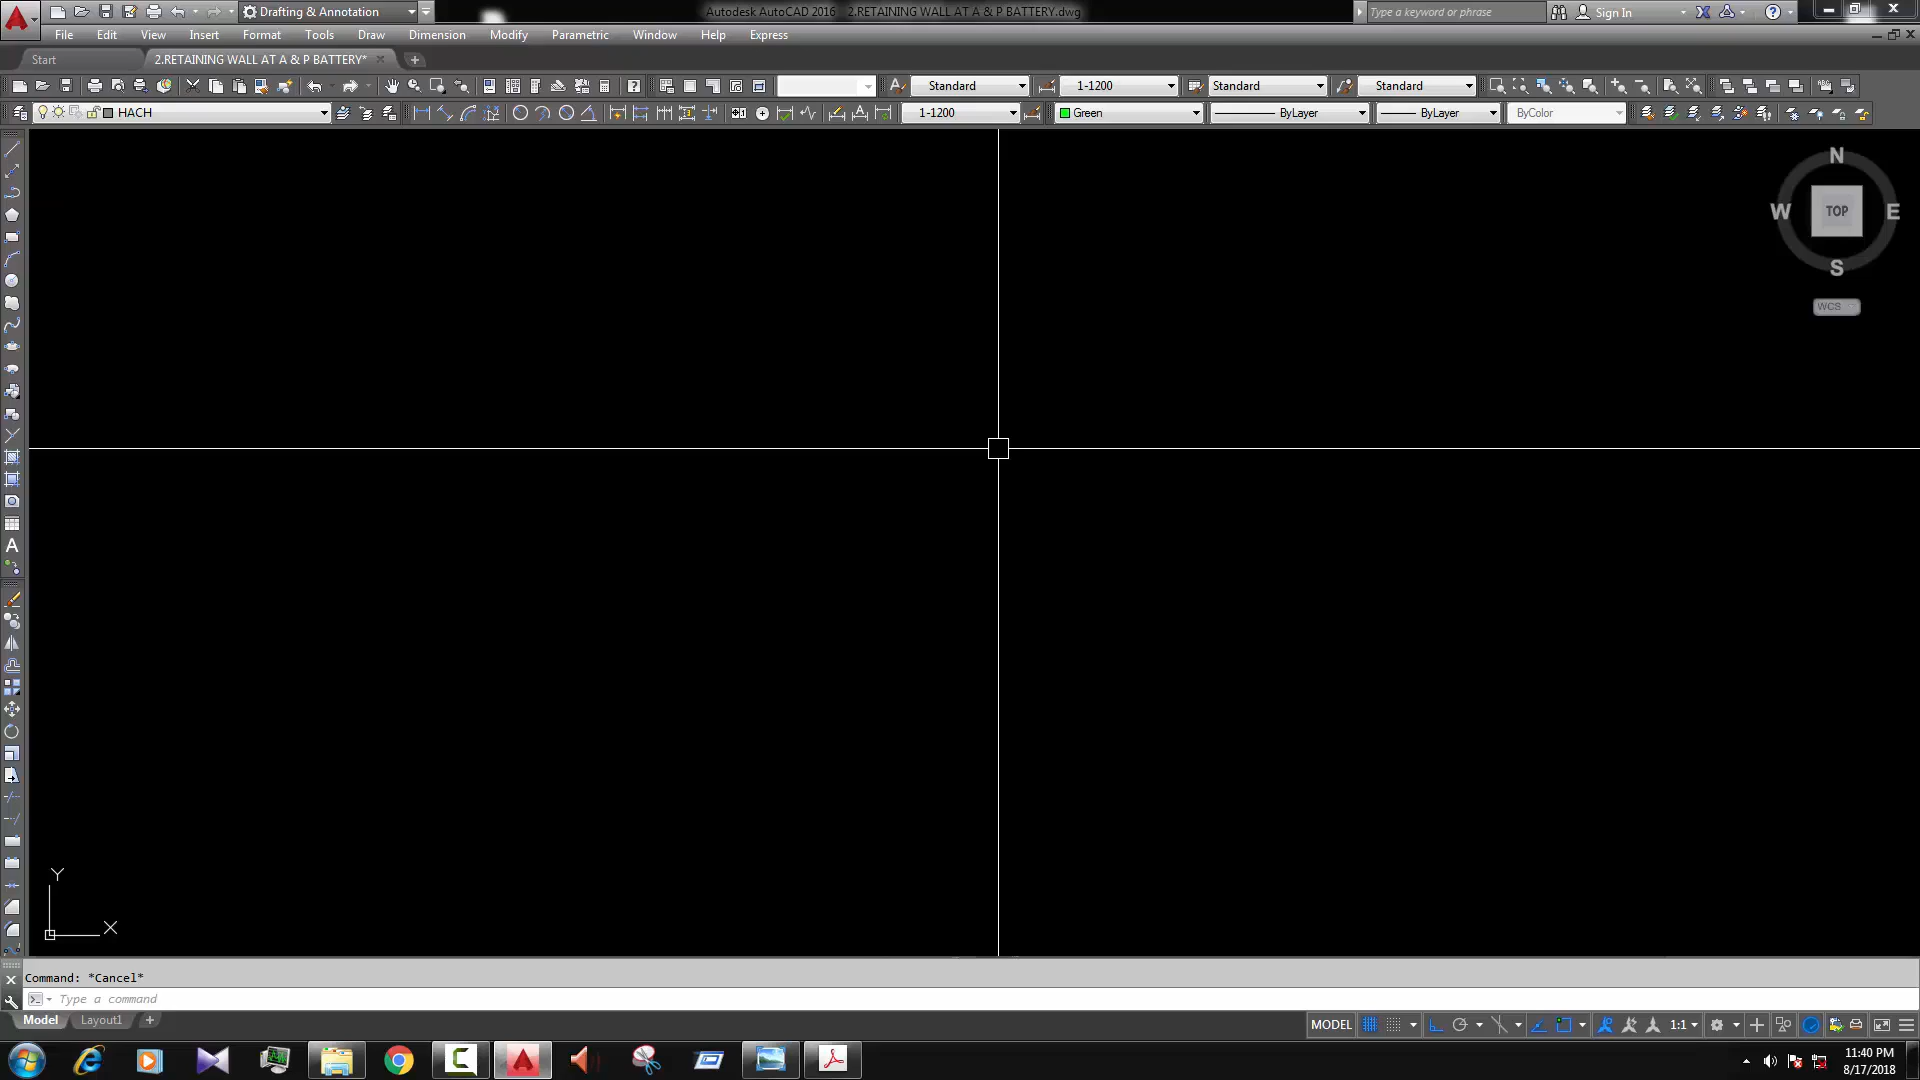 Drafting & Annotation
Autodesk AutoCAD 2016
2.RETAINING WALL AT A & P BATTERY.dwg
Type a keyword or phrase
Sign In
File Edit View Insert Format Tools Draw Dimension Modify Parametric Window Help Express
Start
2.RETAINING WALL AT A & P BATTERY*
Standard
1-1200
Standard
Standard
HACH
1-1200
Green
ByLayer
ByLayer
ByColor
N
W
TOP
E
S
WCS
Y
X
Command: *Cancel*
Type a command
Model
Layout1
MODEL
1:1
11:40 PM
8/17/2018